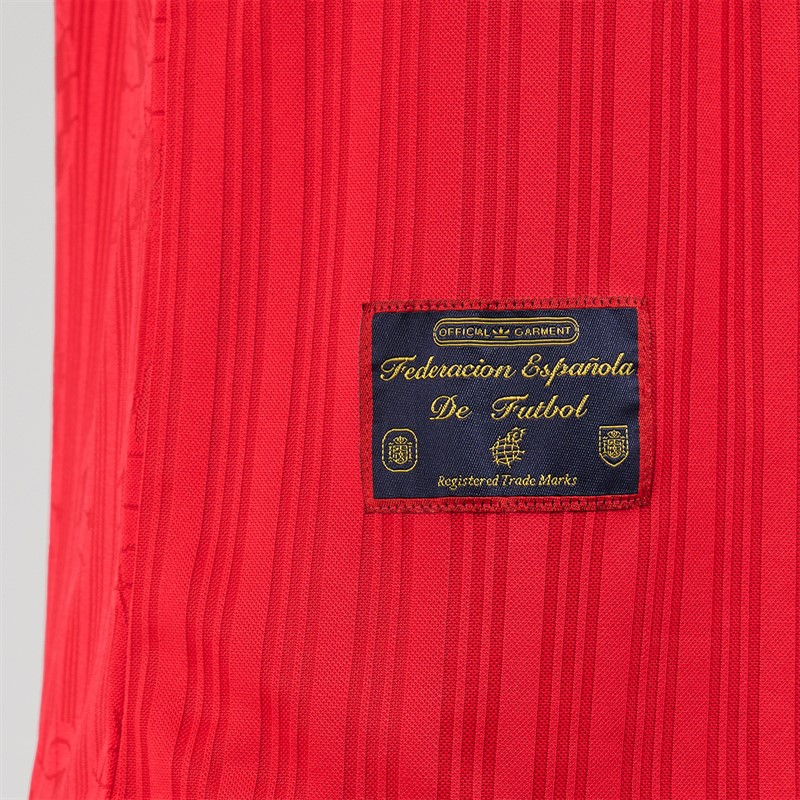 OFFICIAL GARMENT
Federacion Española
De Futbol
Registered Trade Marks